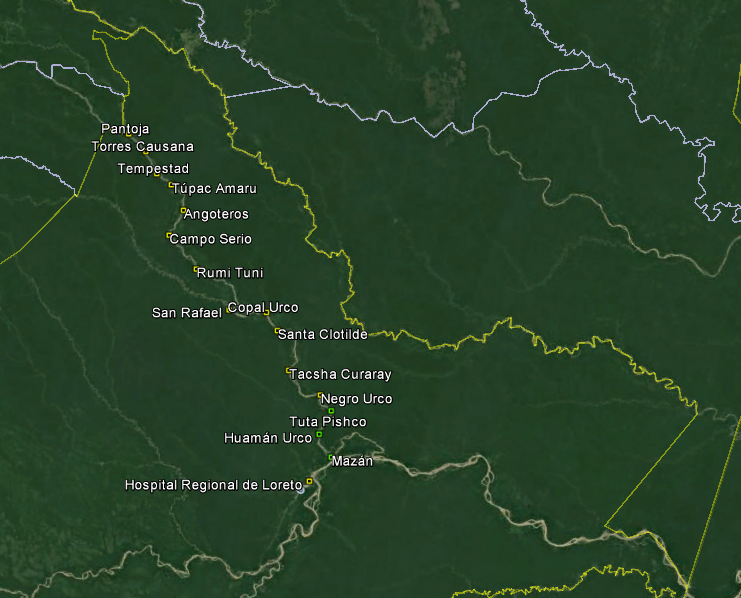 Pantoja
Torres Causana
Tempestad
Túpac Amaru
Angoteros
Campo Serio
Rumi Tuni
Copal Urco
San Rafael
Santa Clotilde
Tacsha Curaray
Negro Urco
Tuta Pishco
Huamán Urco
Mazán
Hospital Regional de Loreto